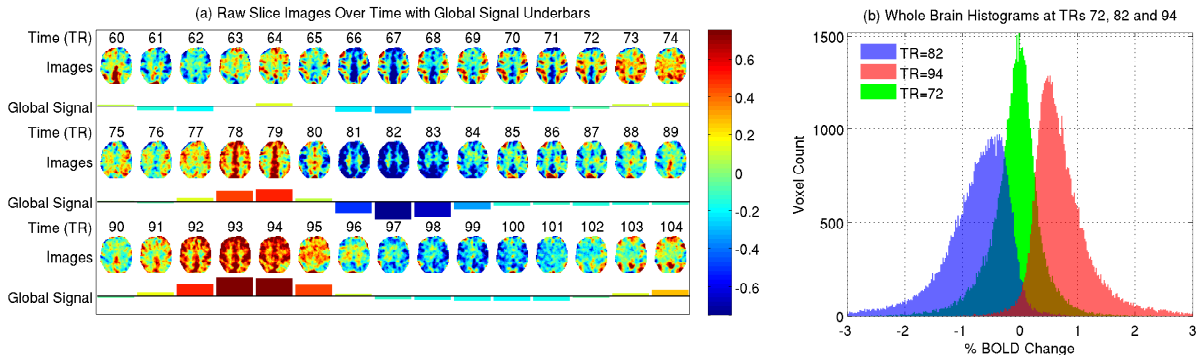 (a) Raw Slice Images Over Time with Global Signal Underbars
Time (TR) 60 61 62 63 64 65 66 67 68 69 70 71 72 73 74
Images
Global Signal
Time (TR) 75 76 77 78 79 80 81 82 83 84 85 86 87 88 89
Images
Global Signal
Time (TR) 90 91 92 93 94 95 96 97 98 99 100 101 102 103 104
Images
Global Signal
0.6
0.4
0.2
0
-0.2
-0.4
-0.6
(b) Whole Brain Histograms at TRs 72, 82 and 94
TR=82
TR=94
TR=72
1500
1000
500
0
Voxel Count
-3 -2 -1 0 1 2 3
% BOLD Change